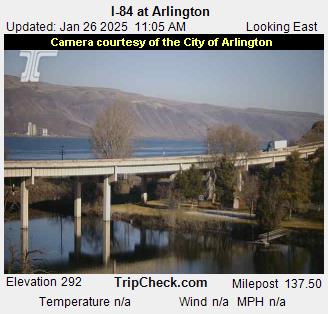 I-84 at Arlington
Updated: Jan 26 2025 11:05 AM Looking East
Camera courtesy of the City of Arlington
Elevation 292 TripCheck.com Milepost 137.50
Temperature n/a Wind n/a MPH n/a